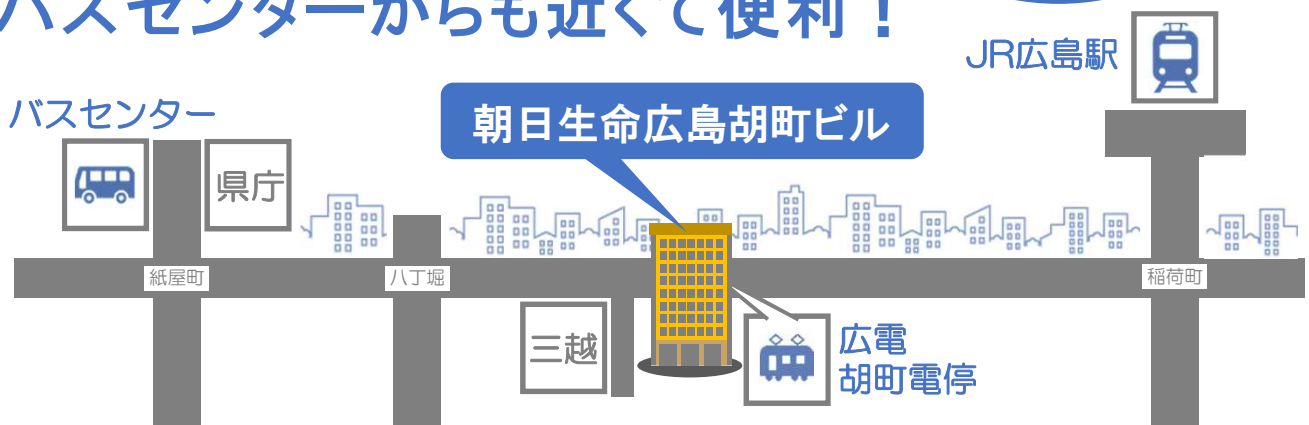 バスセンターからも近くて便利！
JR広島駅
バスセンター
朝日生命広島胡町ビル
県庁
紙屋町
八丁堀
稲荷町
三越
広電
胡町電停